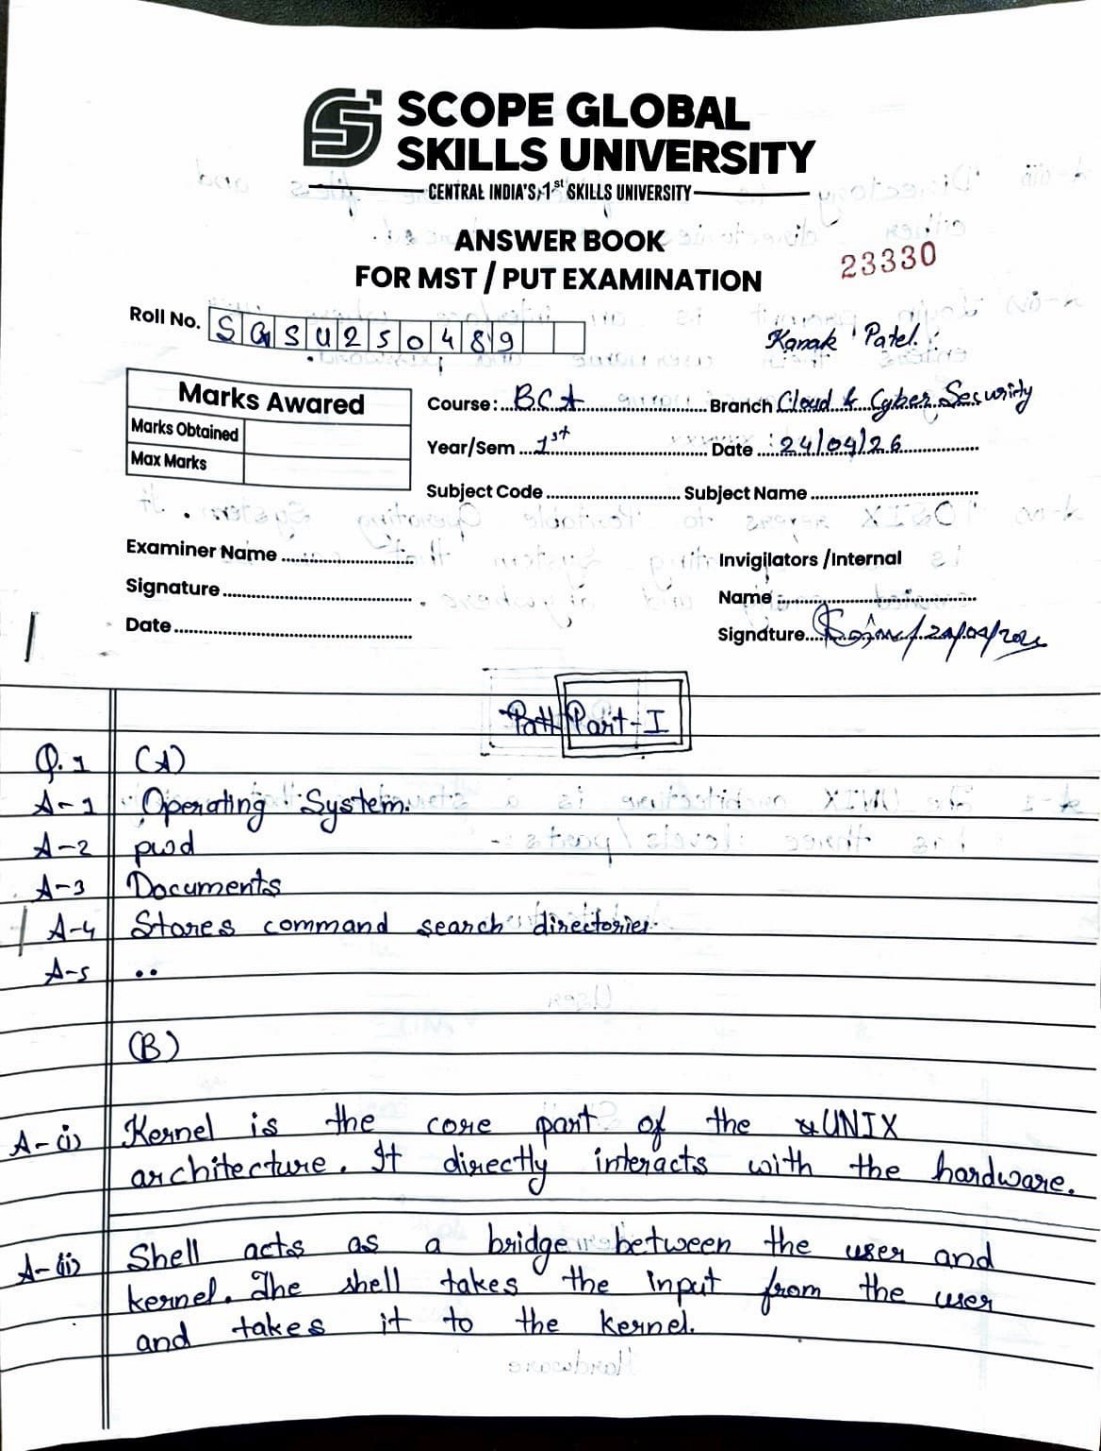 SCOPE GLOBAL
SKILLS UNIVERSITY
CENTRAL INDIA'S 1st SKILLS UNIVERSITY
ANSWER BOOK
FOR MST / PUT EXAMINATION
23330
Roll No. SGSU250489
Kanak Patel
Marks Awared
Marks Obtained
Max Marks
Course: BCA Branch Cloud & Cyber Security
Year/Sem 1st Date 24/04/26
Subject Code Subject Name
Examiner Name
Signature
Date
Invigilators /Internal
Name
Signature
Part-I
Q.1 (A)
A-1 Operating System.
A-2 pwd
A-3 Documents
A-4 Stores command search directories.
A-5 ..
(B)
A-(i) Kernel is the core part of the UNIX
architecture. It directly interacts with the hardware.
A-(ii) Shell acts as a bridge between the user and
kernel. The shell takes the input from the user
and takes it to the kernel.